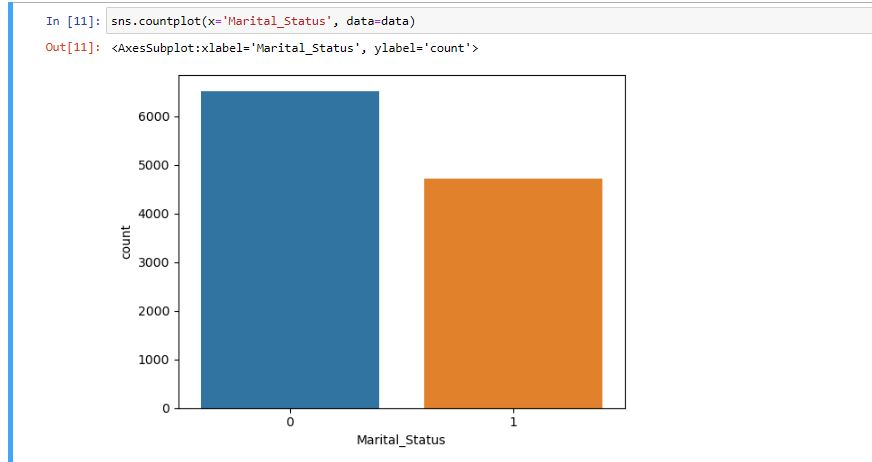 In [11]: sns.countplot(x='Marital_Status', data=data)
Out[11]: <AxesSubplot:xlabel='Marital_Status', ylabel='count'>
6000
5000
4000
3000
2000
1000
0
count
0 1
Marital_Status